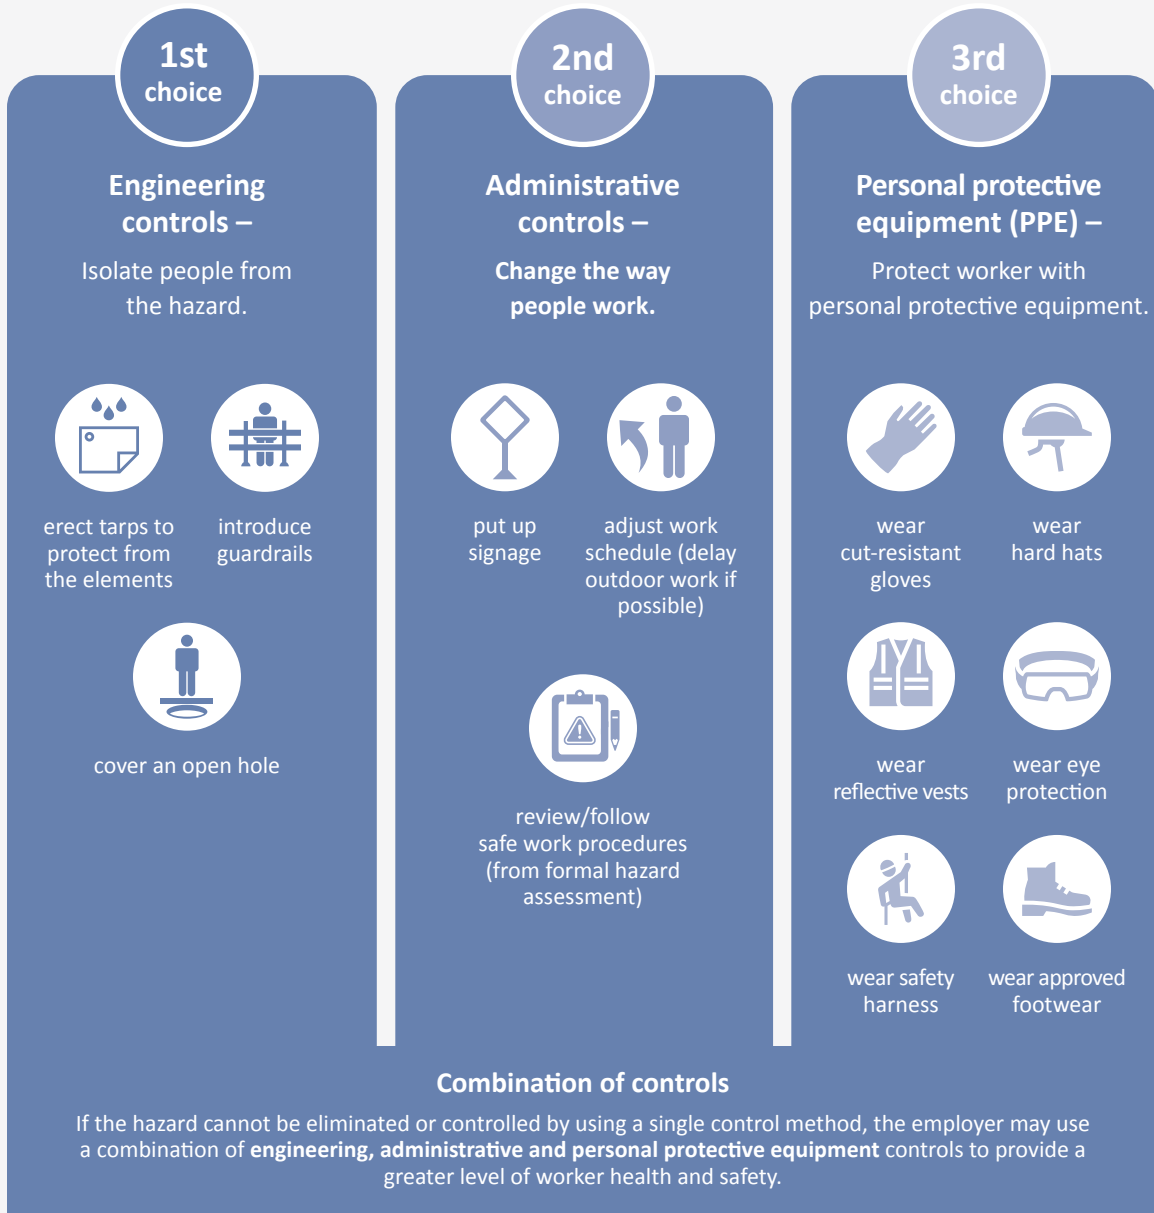 1st
choice
Engineering
controls –
Isolate people from
the hazard.
erect tarps to
protect from
the elements
introduce
guardrails
cover an open hole
2nd
choice
Administrative
controls –
Change the way
people work.
put up
signage
adjust work
schedule (delay
outdoor work if
possible)
review/follow
safe work procedures
(from formal hazard
assessment)
3rd
choice
Personal protective
equipment (PPE) –
Protect worker with
personal protective equipment.
wear
cut-resistant
gloves
wear
hard hats
wear
reflective vests
wear eye
protection
wear safety
harness
wear approved
footwear
Combination of controls
If the hazard cannot be eliminated or controlled by using a single control method, the employer may use
a combination of engineering, administrative and personal protective equipment controls to provide a
greater level of worker health and safety.